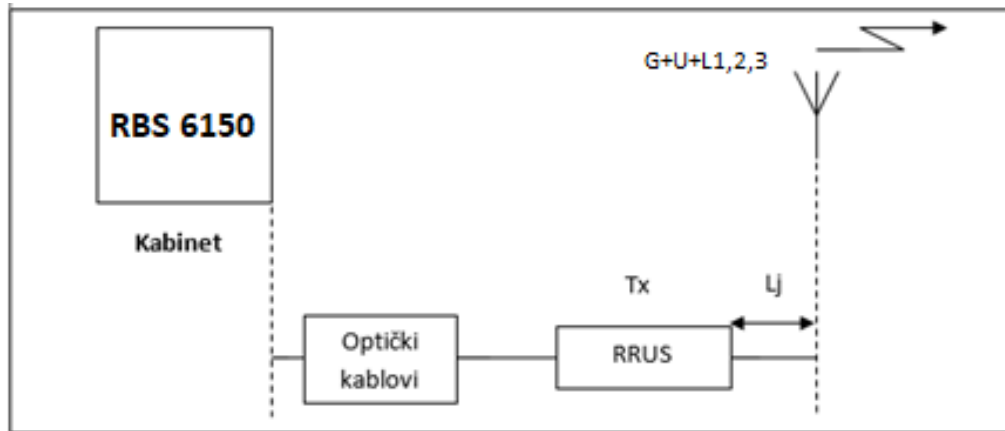 RBS 6150
Kabinet
G+U+L1,2,3
Optički
kablovi
Tx
RRUS
Lj